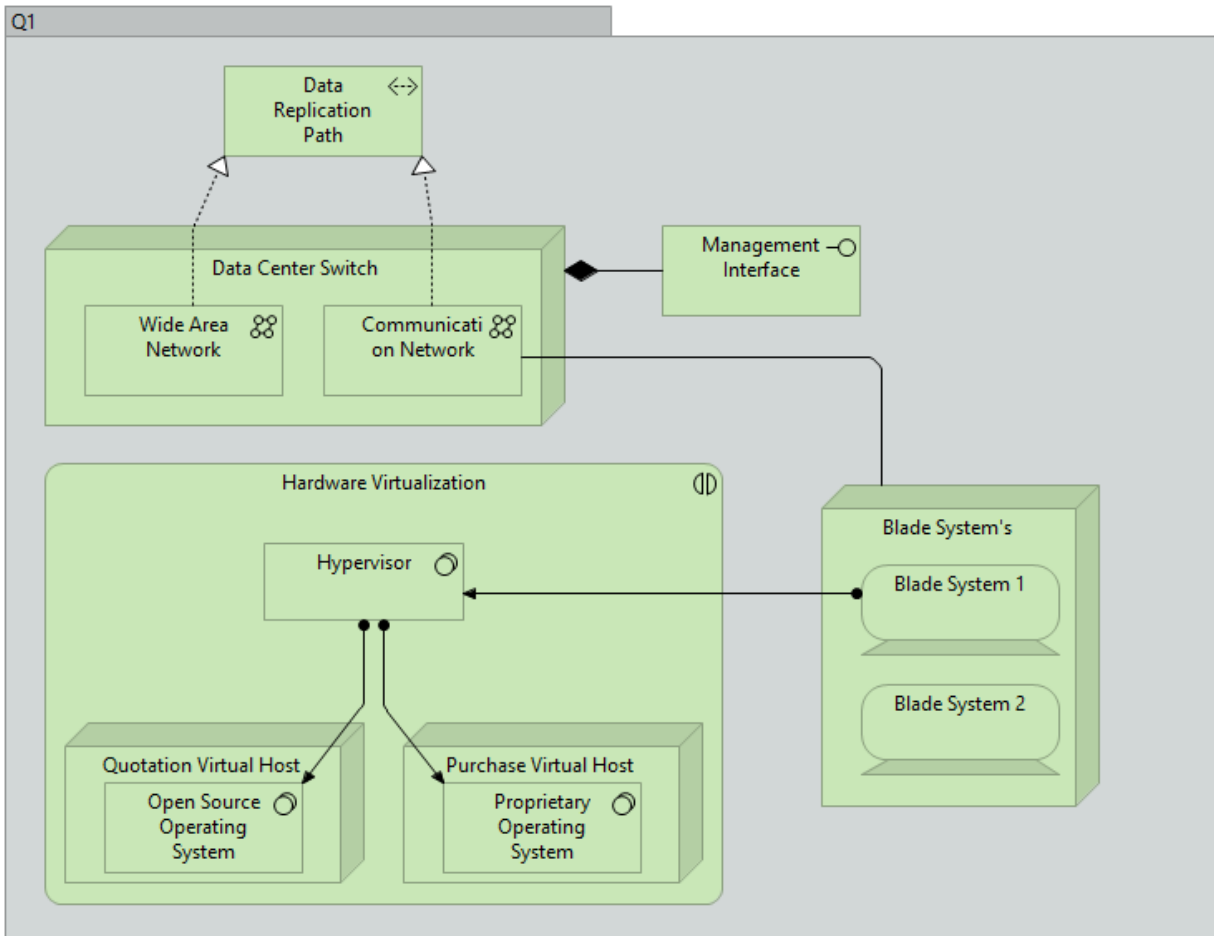 Q1
Data
Replication
Path
Data Center Switch
Management
Interface
Wide Area
Network
Communicati
on Network
Hardware Virtualization
Hypervisor
Blade System's
Blade System 1
Blade System 2
Quotation Virtual Host
Open Source
Operating
System
Purchase Virtual Host
Proprietary
Operating
System